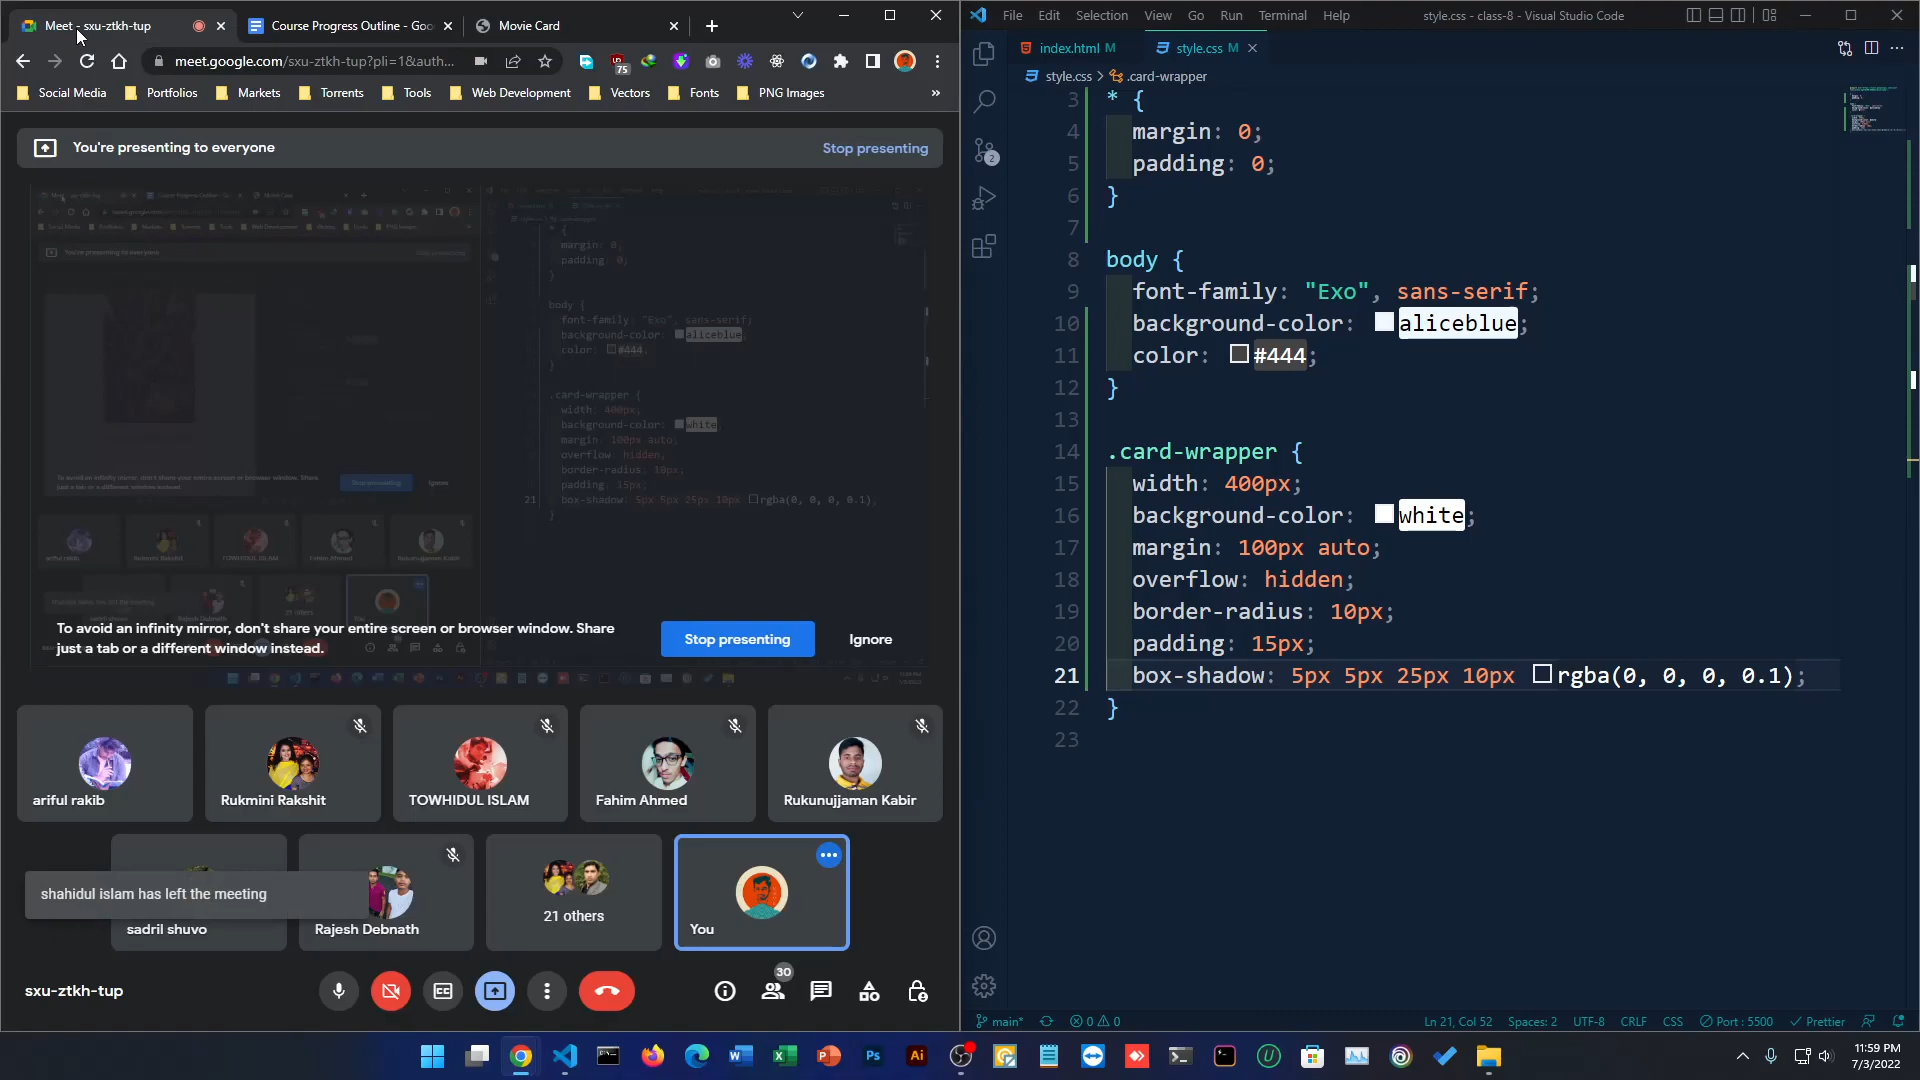 Meet - sxu-ztkh-tup
Course Progress Outline - Goo
Movie Card
meet.google.com/sxu-ztkh-tup?pli=1&auth...
75
Social Media
Portfolios
Markets
Torrents
Tools
Web Development
Vectors
Fonts
PNG Images
»
You're presenting to everyone
Stop presenting
To avoid an infinity mirror, don't share your entire screen or browser window. Share
just a tab or a different window instead.
Stop presenting
Ignore
ariful rakib
Rukmini Rakshit
TOWHIDUL ISLAM
Fahim Ahmed
Rukunujjaman Kabir
shahidul islam has left the meeting
sadril shuvo
Rajesh Debnath
21 others
You
sxu-ztkh-tup
30
File Edit Selection View Go Run Terminal Help
style.css - class-8 - Visual Studio Code
index.html M
style.css M
style.css > .card-wrapper
2
3 * {
4 margin: 0;
5 padding: 0;
6 }
7
8 body {
9 font-family: "Exo", sans-serif;
10 background-color: aliceblue;
11 color: #444;
12 }
13
14 .card-wrapper {
15 width: 400px;
16 background-color: white;
17 margin: 100px auto;
18 overflow: hidden;
19 border-radius: 10px;
20 padding: 15px;
21 box-shadow: 5px 5px 25px 10px rgba(0, 0, 0, 0.1);
22 }
23
main*
0 0
Ln 21, Col 52
Spaces: 2
UTF-8
CRLF
CSS
Port : 5500
Prettier
11:59 PM
7/3/2022